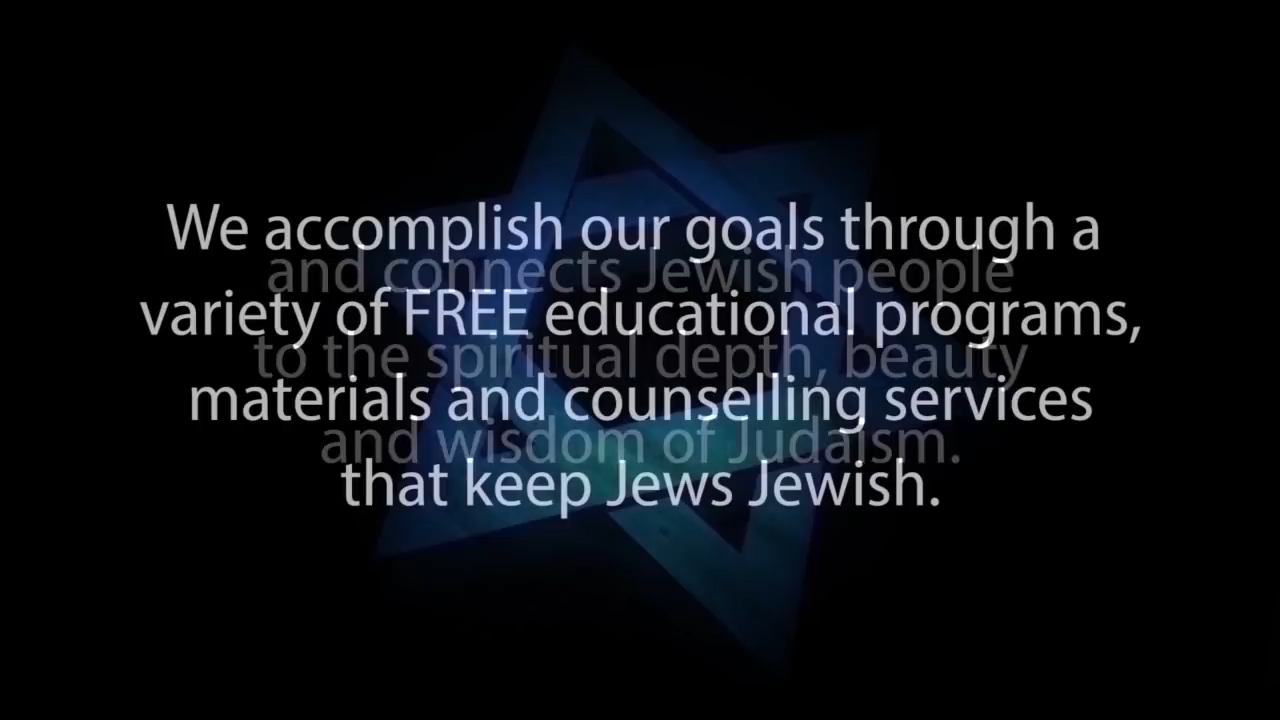 We accomplish our goals through a
and connects Jewish people
variety of FREE educational programs,
to the spiritual depth, beauty
materials and counselling services
and wisdom of Judaism.
that keep Jews Jewish.